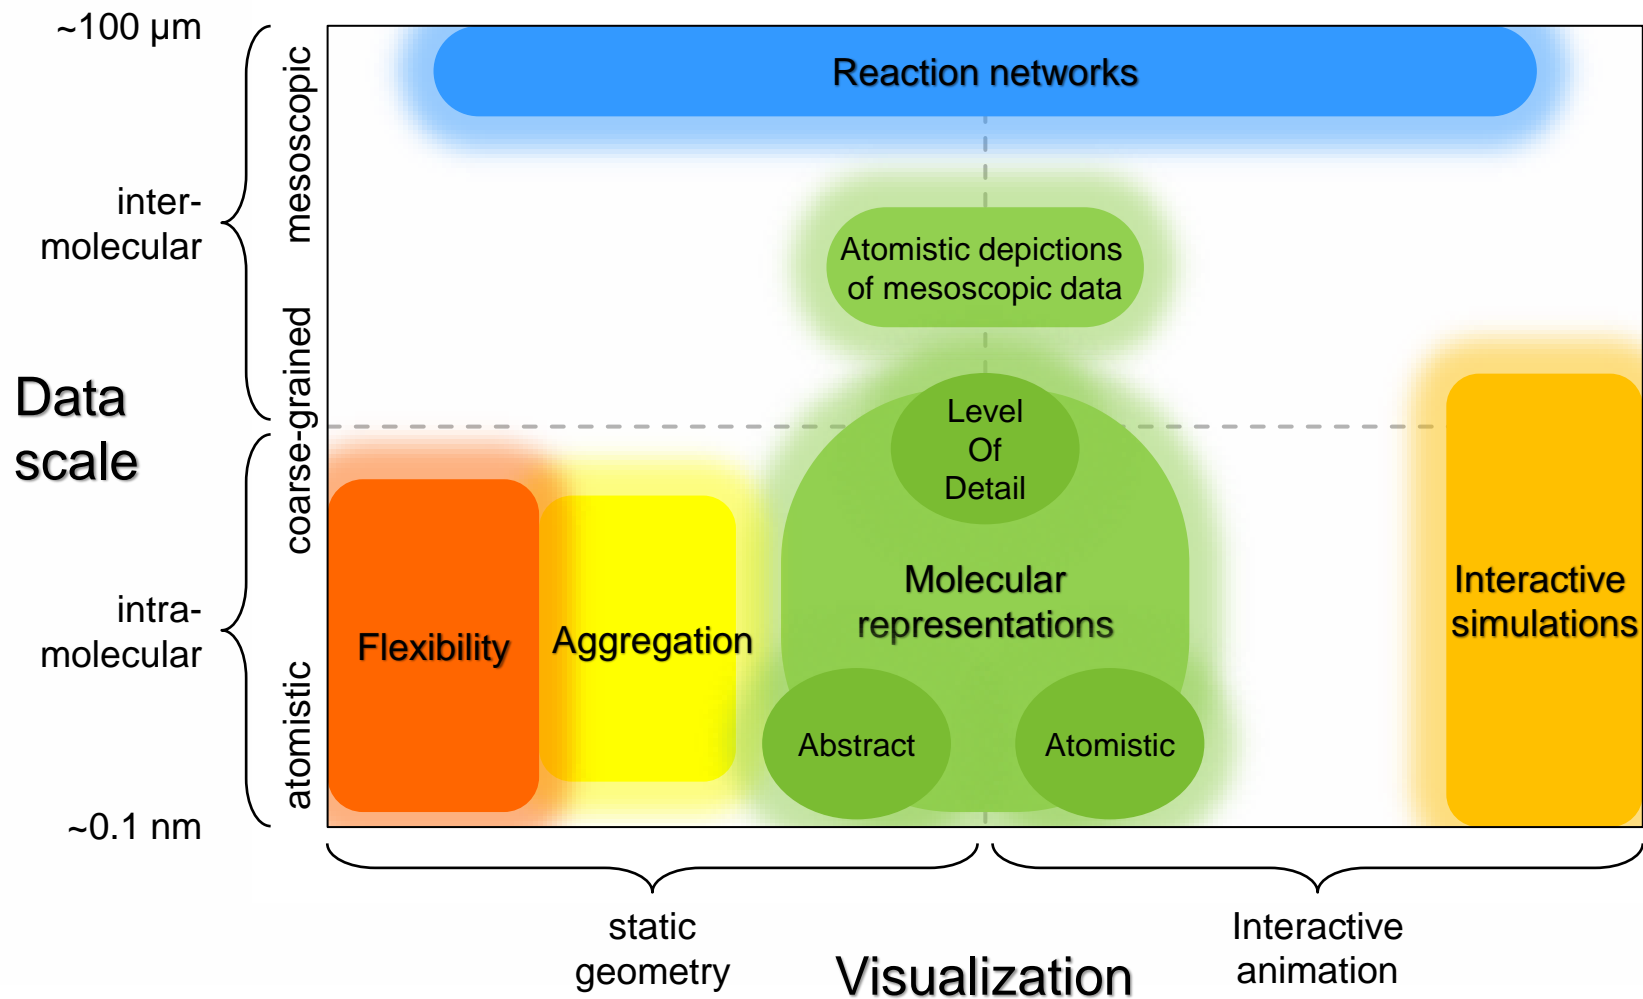 ~100 µm
mesoscopic
Reaction networks
inter-
molecular
Atomistic depictions
of mesoscopic data
Data
scale
coarse-grained
Level
Of
Detail
Molecular
representations
Interactive
simulations
intra-
molecular
Flexibility
Aggregation
atomistic
Abstract
Atomistic
~0.1 nm
static
geometry
Visualization
Interactive
animation